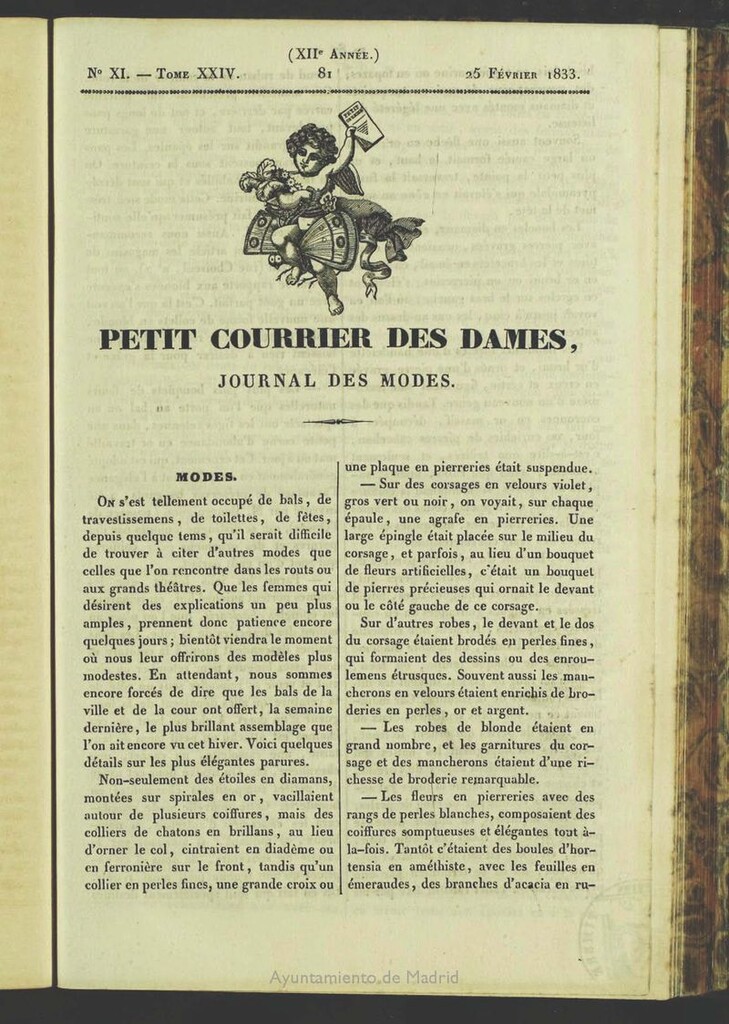 (XIIe ANNÉE.)
No XI. — TOME XXIV. 81 25 FÉVRIER 1833.
PETIT COURRIER DES DAMES,
JOURNAL DES MODES.
MODES.
ON s'est tellement occupé de bals, de
travestissemens, de toilettes, de fêtes,
depuis quelque tems, qu'il serait difficile
de trouver à citer d'autres modes que
celles que l'on rencontre dans les routs ou
aux grands théâtres. Que les femmes qui
désirent des explications un peu plus
amples, prennent donc patience encore
quelques jours; bientôt viendra le moment
où nous leur offrirons des modèles plus
modestes. En attendant, nous sommes
encore forcés de dire que les bals de la
ville et de la cour ont offert, la semaine
dernière, le plus brillant assemblage que
l'on ait encore vu cet hiver. Voici quelques
détails sur les plus élégantes parures.
Non-seulement des étoiles en diamans,
montées sur spirales en or, vacillaient
autour de plusieurs coiffures, mais des
colliers de chatons en brillans, au lieu
d'orner le col, cintraient en diadème ou
en ferronière sur le front, tandis qu'un
collier en perles fines, une grande croix ou
une plaque en pierreries était suspendue.
— Sur des corsages en velours violet,
gros vert ou noir, on voyait, sur chaque
épaule, une agrafe en pierreries. Une
large épingle était placée sur le milieu du
corsage, et parfois, au lieu d'un bouquet
de fleurs artificielles, c'était un bouquet
de pierres précieuses qui ornait le devant
ou le côté gauche de ce corsage.
Sur d'autres robes, le devant et le dos
du corsage étaient brodés en perles fines,
qui formaient des dessins ou des enrou-
lemens étrusques. Souvent aussi les man-
cherons en velours étaient enrichis de bro-
deries en perles, or et argent.
— Les robes de blonde étaient en
grand nombre, et les garnitures du cor-
sage et des mancherons étaient d'une ri-
chesse de broderie remarquable.
— Les fleurs en pierreries avec des
rangs de perles blanches, composaient des
coiffures somptueuses et élégantes tout à-
la-fois. Tantôt c'étaient des boules d'hor-
tensia en améthiste, avec les feuilles en
émeraudes, des branches d'acacia en ru-
Ayuntamiento de Madrid